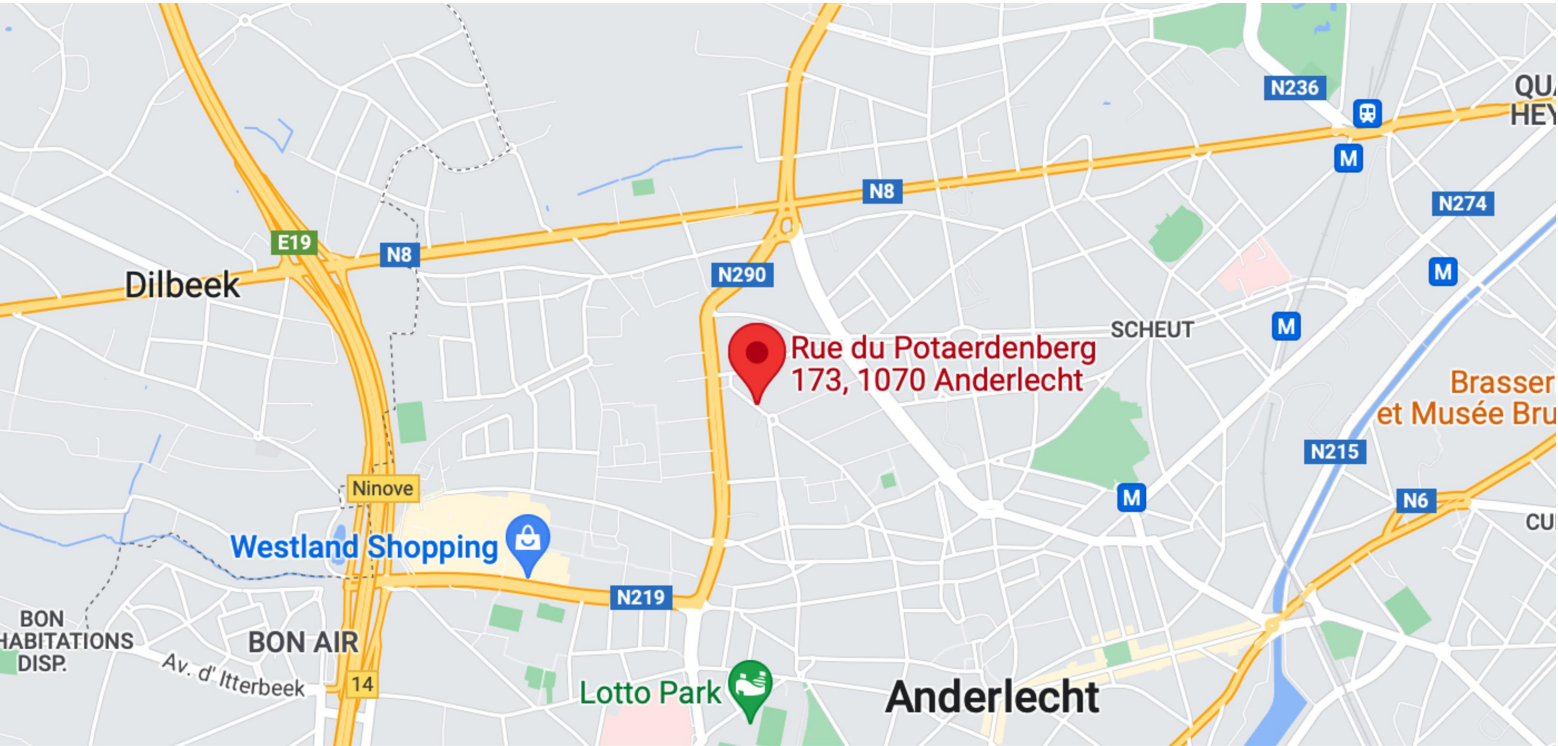 N236
QUA
HEY
N8
N274
E19
N8
Dilbeek
N290
SCHEUT
Rue du Potaerdenberg
173, 1070 Anderlecht
Brasser
et Musée Bru
N215
Ninove
N6
CU
Westland Shopping
N219
BON
HABITATIONS
DISP.
BON AIR
Av. d' Itterbeek
14
Lotto Park
Anderlecht
M
M
M
M